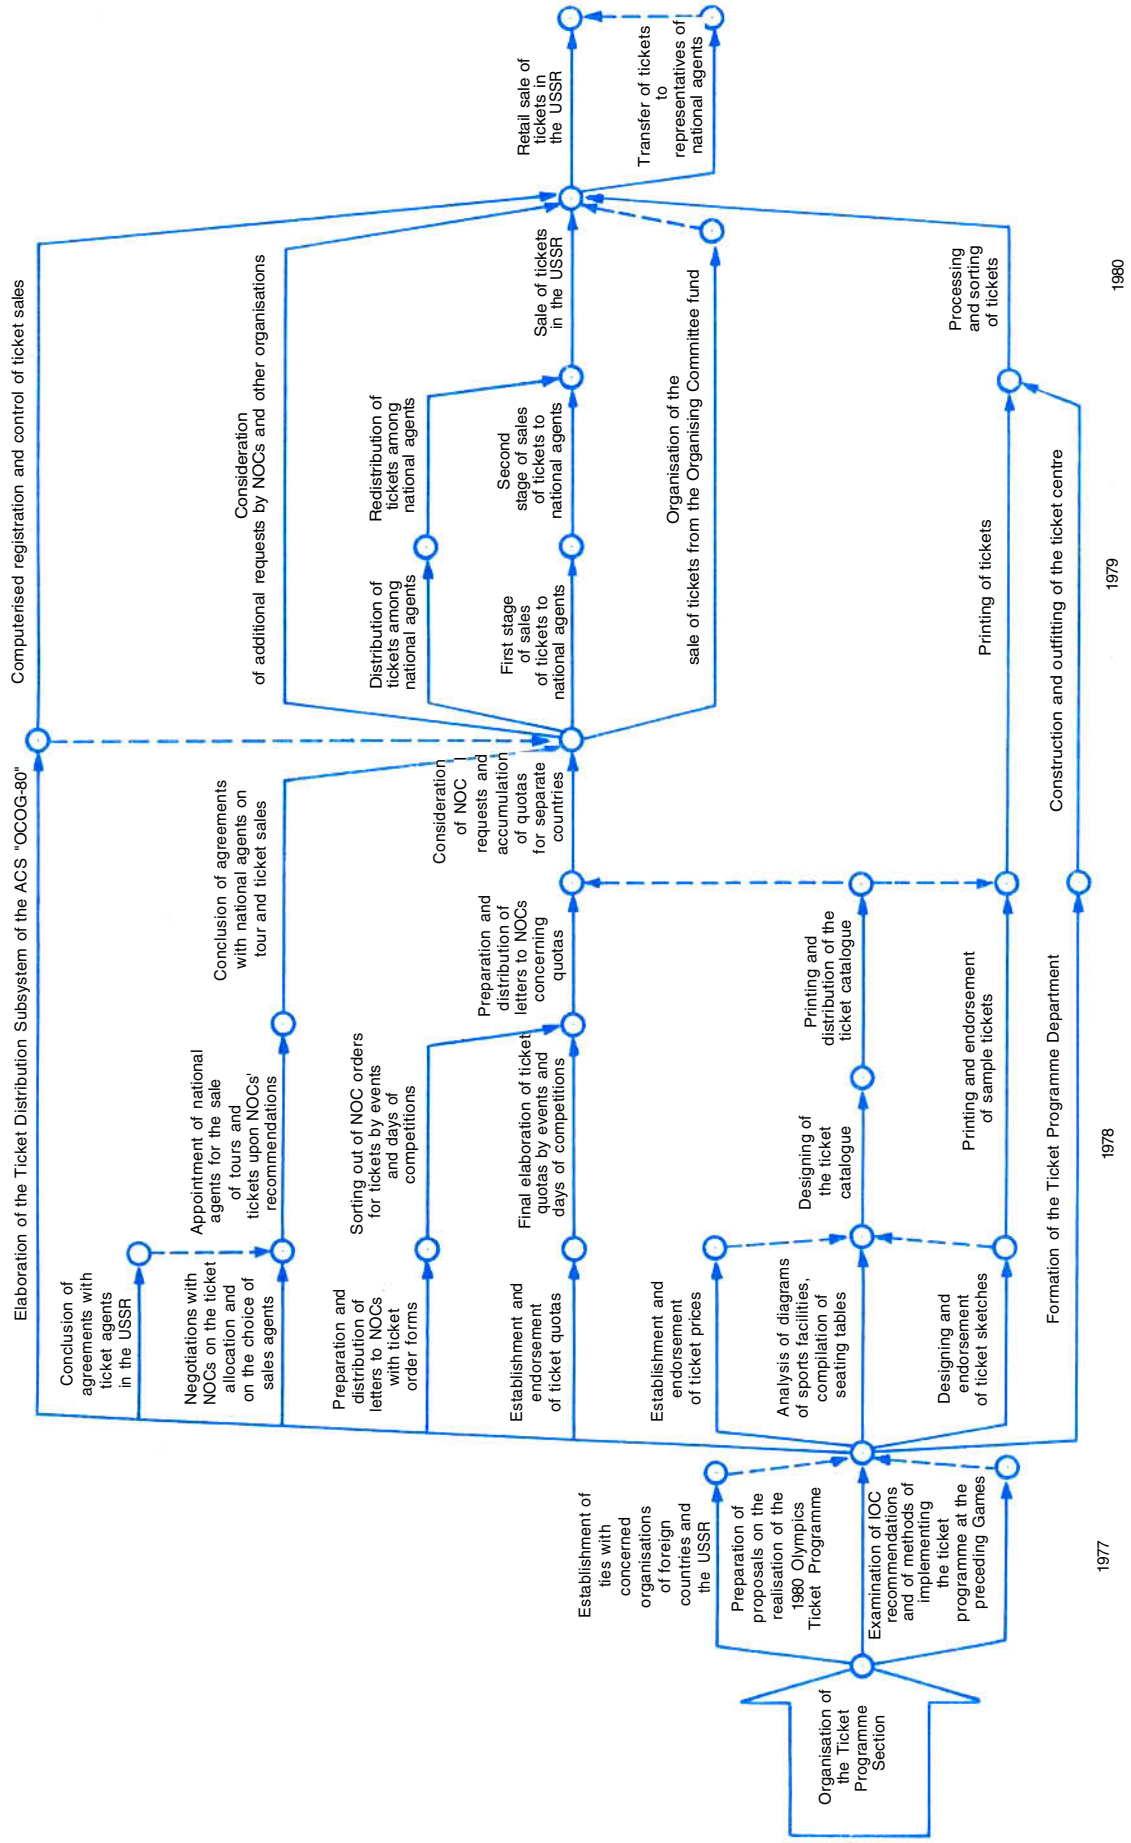 Organisation of
the Ticket
Programme
Section
Establishment of
ties with
concerned
organisations
of foreign
countries and
the USSR
Preparation of
proposals on the
realisation of the
1980 Olympics
Ticket Programme
Examination of IOC
recommendations
and of methods of
implementing
the ticket
programme at the
preceding Games
1977
Elaboration of the Ticket Distribution Subsystem of the ACS "OCOG-80"
Conclusion of
agreements with
ticket agents
in the USSR
Negotiations with
NOCs on the ticket
allocation and
on the choice of
sales agents
Appointment of national
agents for the sale
of tours and
tickets upon NOCs'
recommendations
Conclusion of agreements
with national agents on
tour and ticket sales
Preparation and
distribution of
letters to NOCs
with ticket
order forms
Sorting out of NOC orders
for tickets by events
and days of
competitions
Establishment and
endorsement
of ticket quotas
Final elaboration of ticket
quotas by events and
days of competitions
Preparation and
distribution of
letters to NOCs
concerning
quotas
Consideration
of NOC
requests and
accumulation
of quotas
for separate
countries
Establishment and
endorsement
of ticket prices
Analysis of diagrams
of sports facilities,
compilation of
seating tables
Designing of
the ticket
catalogue
Printing and
distribution of the
ticket catalogue
Designing and
endorsement
of ticket sketches
Printing and endorsement
of sample tickets
Formation of the Ticket Programme Department
1978
Computerised registration and control of ticket sales
Consideration
of additional requests by NOCs and other organisations
Distribution of
tickets among
national agents
Redistribution of
tickets among
national agents
First stage
of sales
of tickets to
national agents
Second
stage of sales
of tickets to
national agents
Sale of tickets
in the USSR
Organisation of the
sale of tickets from the Organising Committee fund
Printing of tickets
Construction and outfitting of the ticket centre
1979
Processing
and sorting
of tickets
Retail sale of
tickets in
the USSR
Transfer of tickets
to
representatives of
national agents
1980